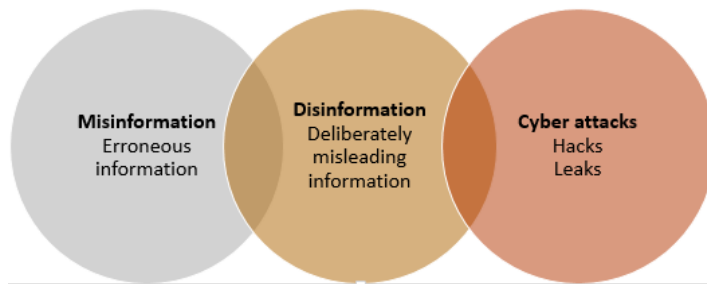 Misinformation
Erroneous
information
Disinformation
Deliberately
misleading
information
Cyber attacks
Hacks
Leaks